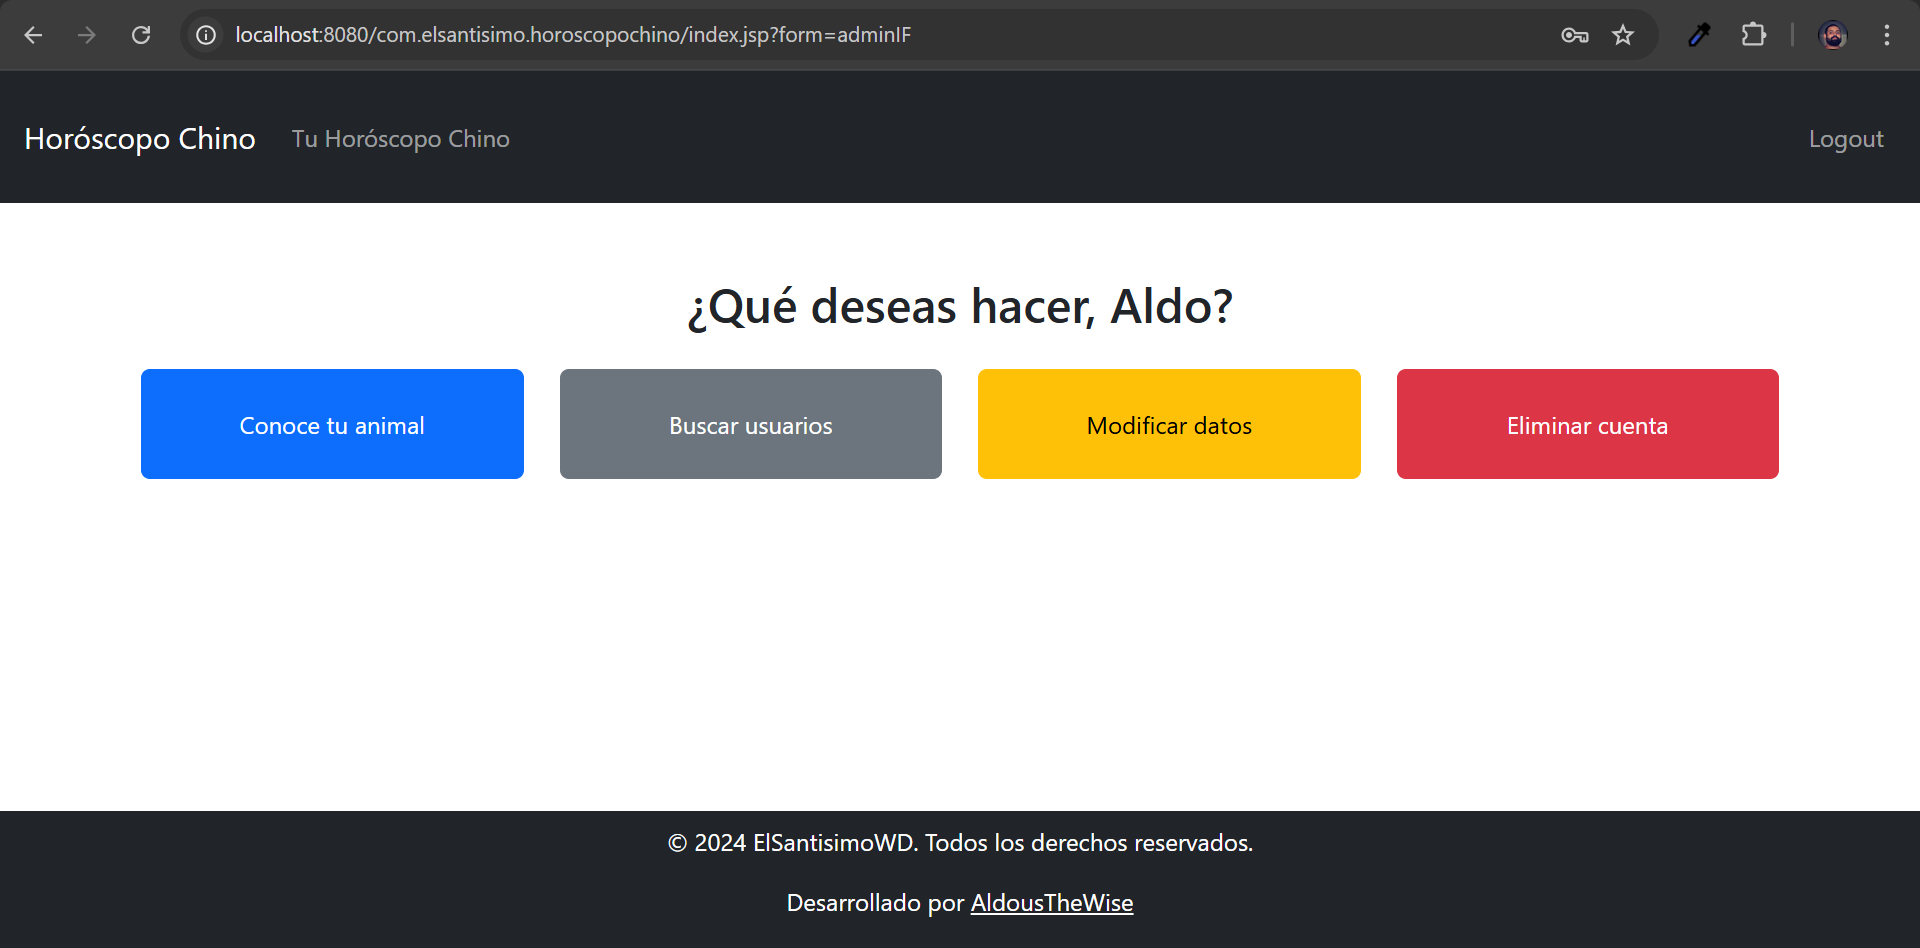 localhost:8080/com.elsantisimo.horoscopochino/index.jsp?form=adminIF
Horóscopo Chino Tu Horóscopo Chino Logout
¿Qué deseas hacer, Aldo?
Conoce tu animal Buscar usuarios Modificar datos Eliminar cuenta
© 2024 ElSantisimoWD. Todos los derechos reservados.
Desarrollado por AldousTheWise